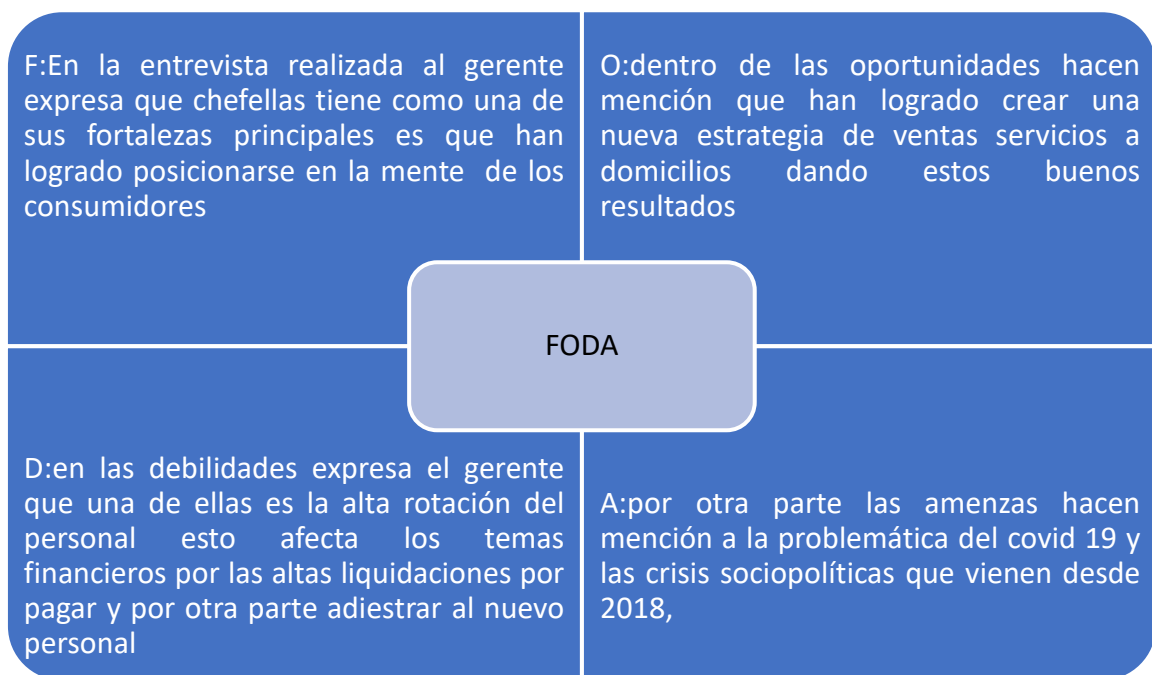 F:En la entrevista realizada al gerente
expresa que chefellas tiene como una de
sus fortalezas principales es que han
logrado posicionarse en la mente de los
consumidores
O:dentro de las oportunidades hacen
mención que han logrado crear una
nueva estrategia de ventas servicios a
domicilios dando estos buenos
resultados
FODA
D:en las debilidades expresa el gerente
que una de ellas es la alta rotación del
personal esto afecta los temas
financieros por las altas liquidaciones por
pagar y por otra parte adiestrar al nuevo
personal
A:por otra parte las amenzas hacen
mención a la problemática del covid 19 y
las crisis sociopolíticas que vienen desde
2018,